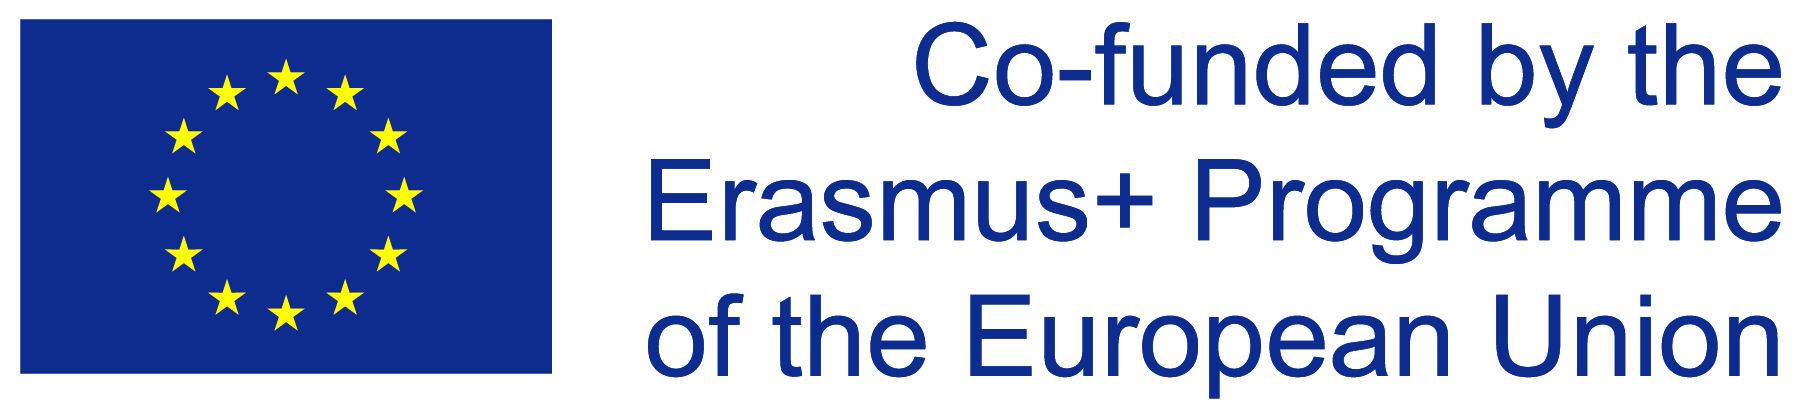 Co-funded by the
Erasmus+ Programme
of the European Union